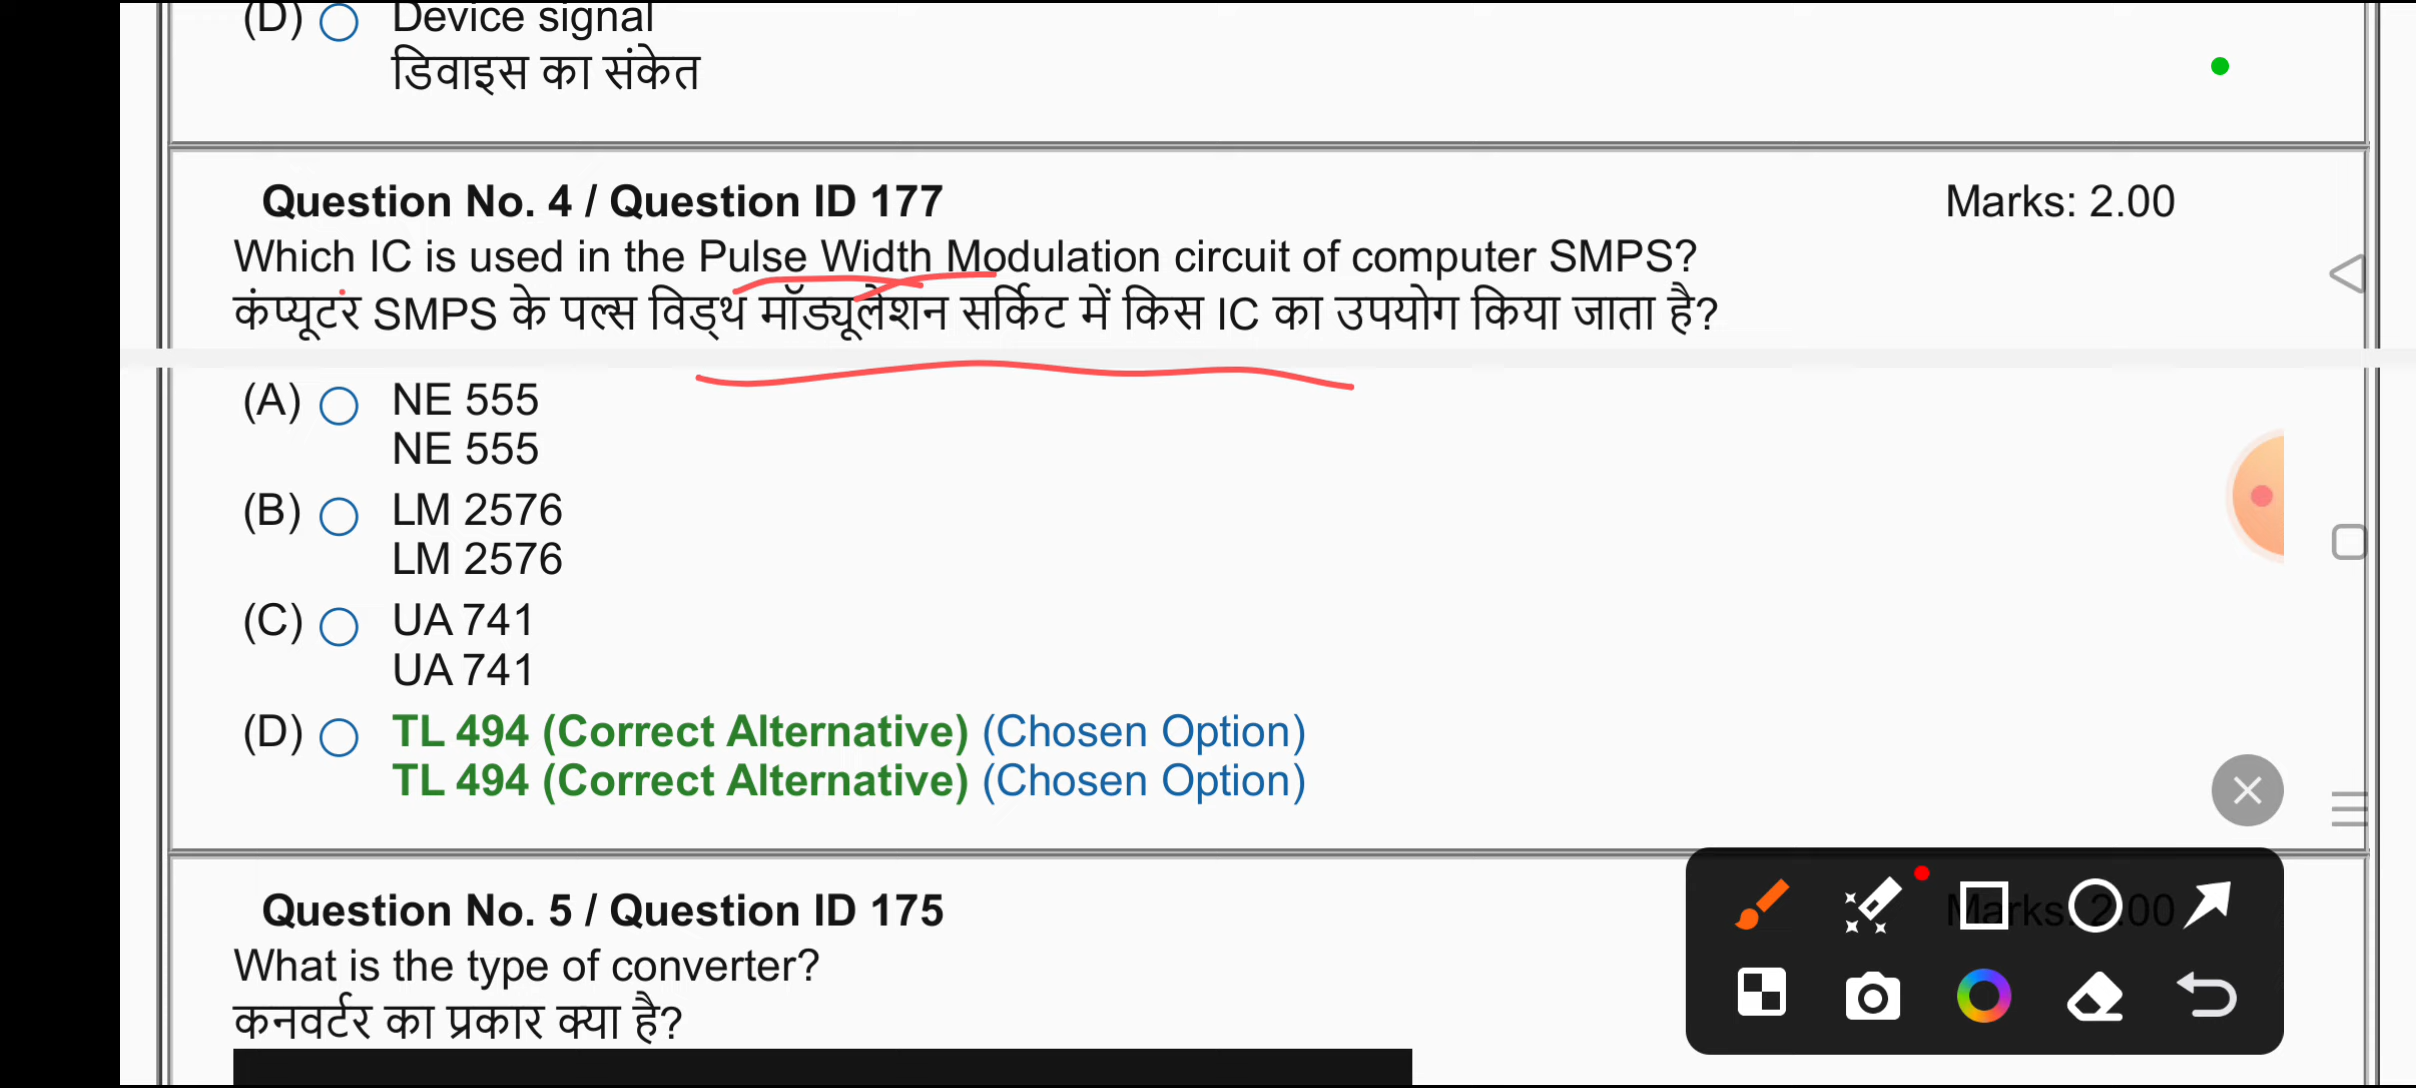 (D) Device signal
डिवाइस का संकेत
Question No. 4 / Question ID 177 Marks: 2.00
Which IC is used in the Pulse Width Modulation circuit of computer SMPS?
कंप्यूटर SMPS के पल्स विड्थ मॉड्यूलेशन सर्किट में किस IC का उपयोग किया जाता है?
(A) NE 555
NE 555
(B) LM 2576
LM 2576
(C) UA 741
UA 741
(D) TL 494 (Correct Alternative) (Chosen Option)
TL 494 (Correct Alternative) (Chosen Option)
Question No. 5 / Question ID 175 Marks: 2.00
What is the type of converter?
कनवर्टर का प्रकार क्या है?